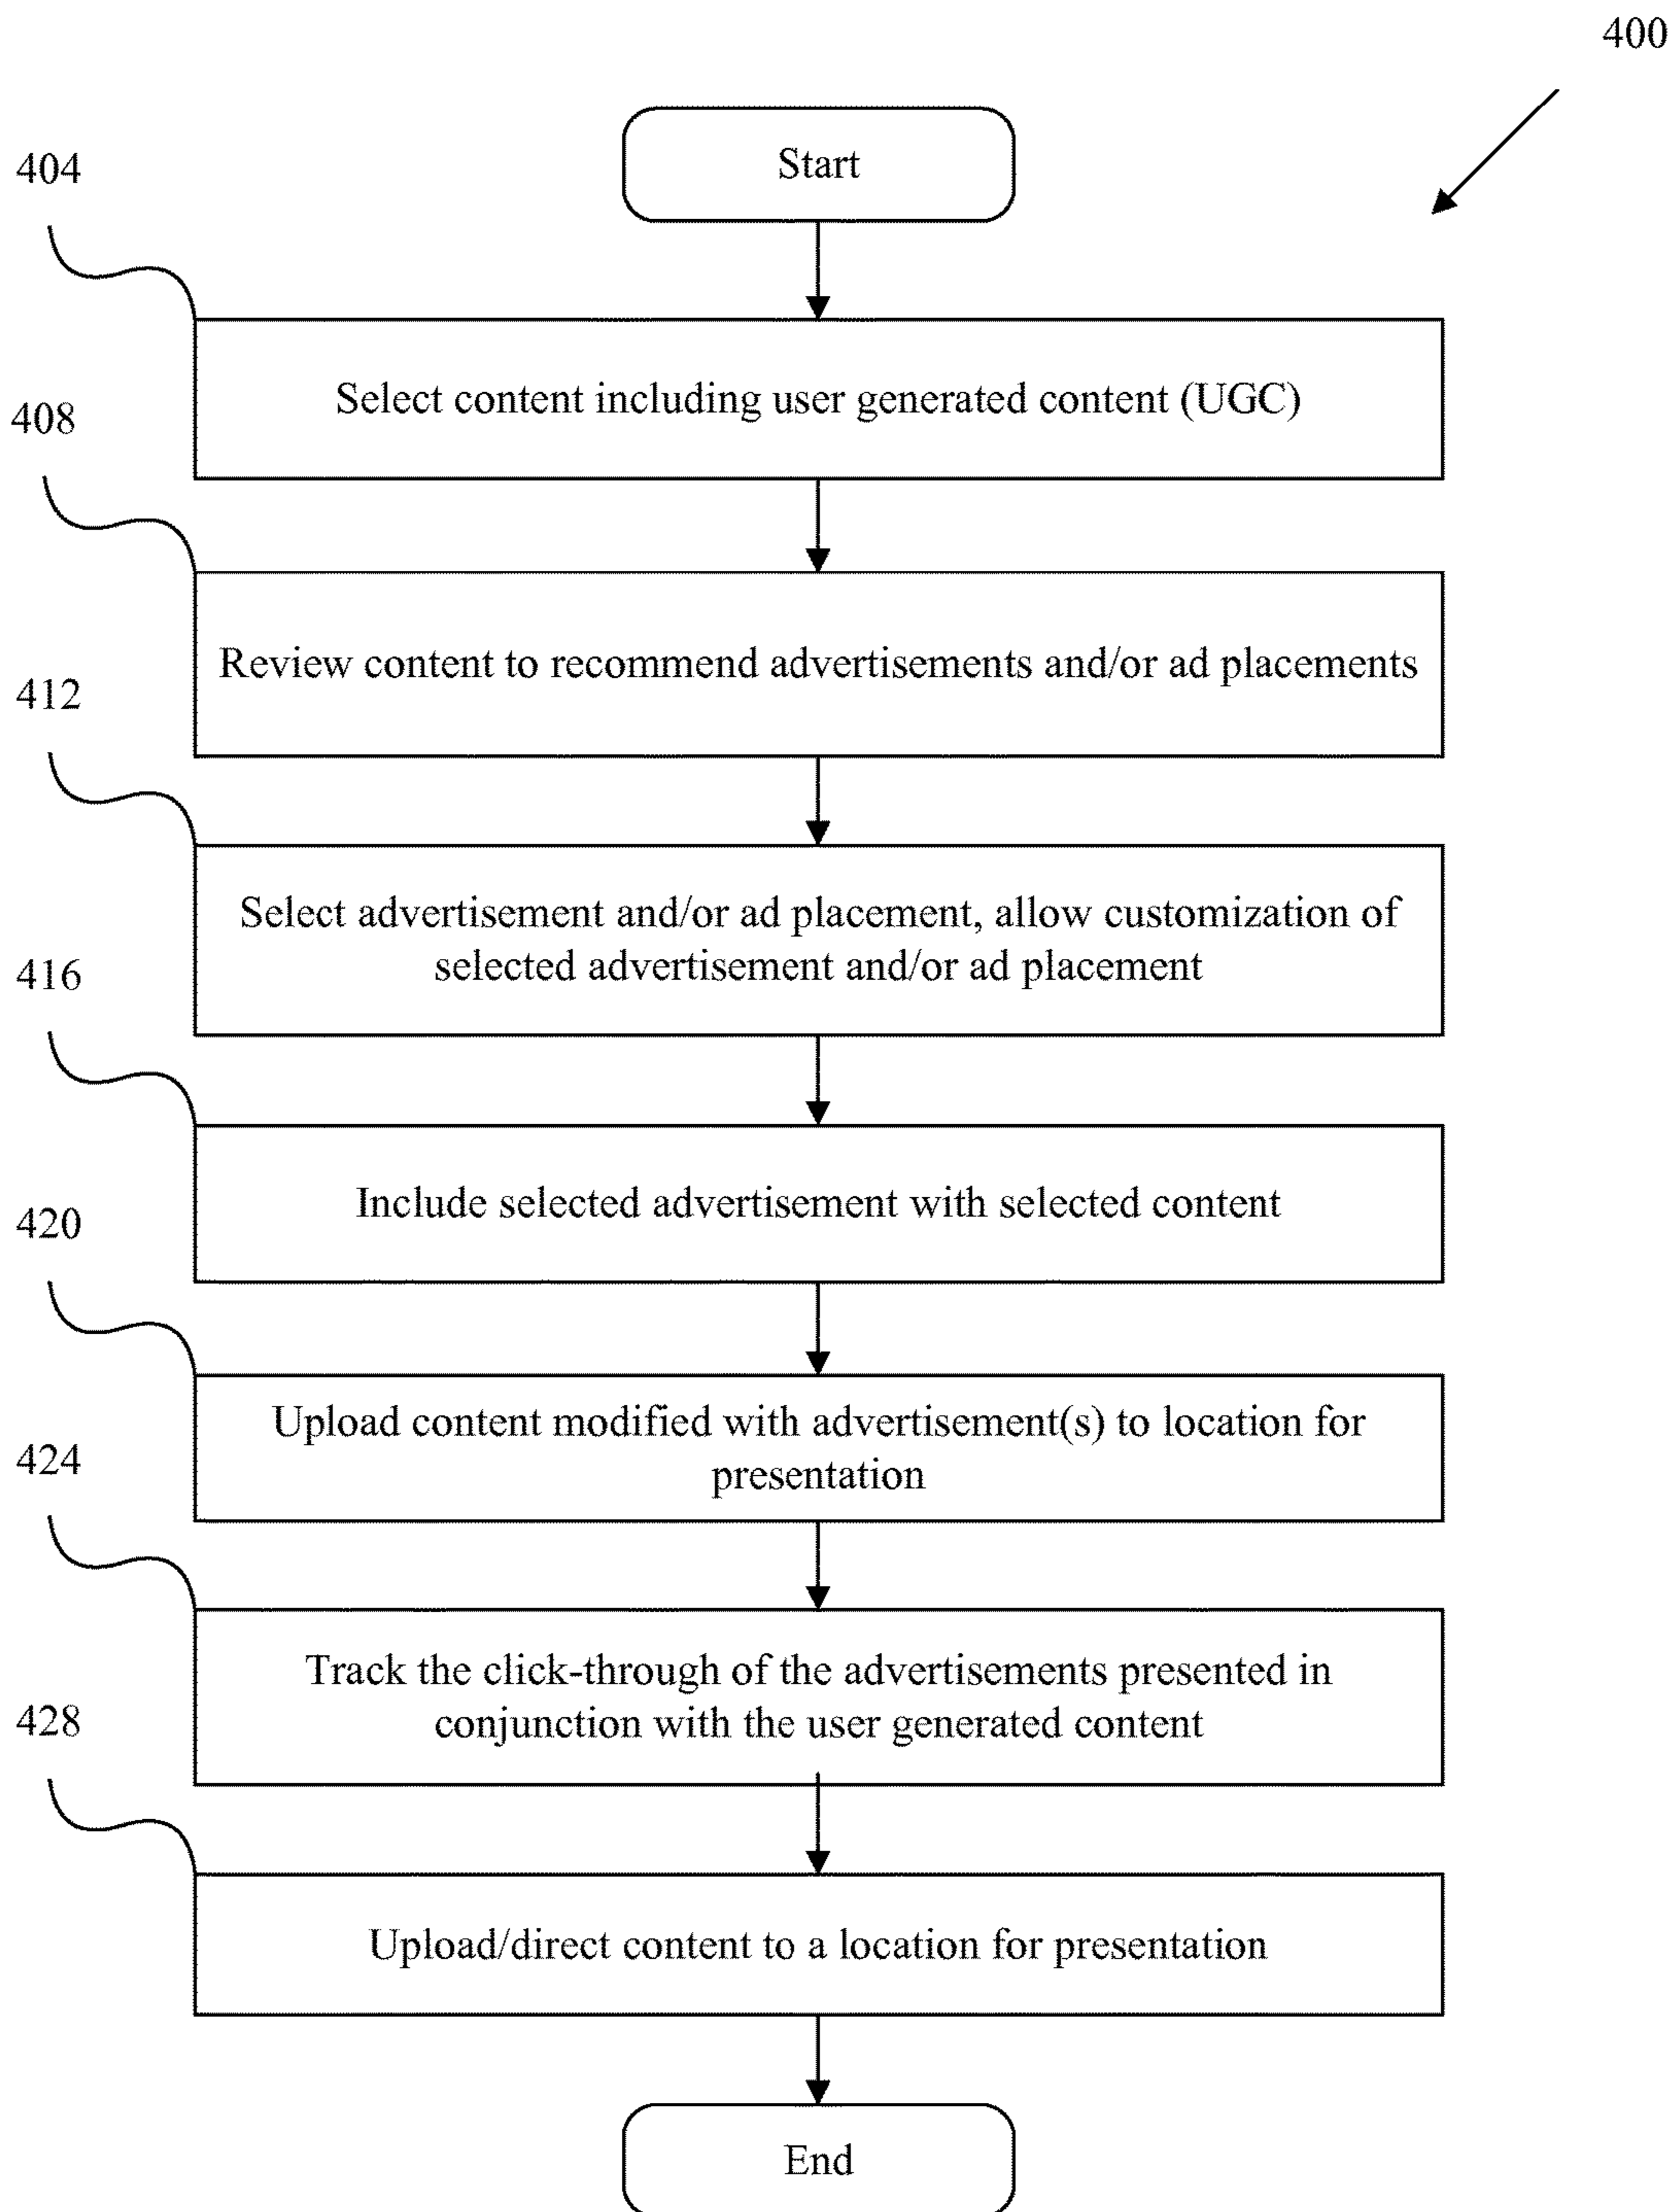 400
Start
404
Select content including user generated content (UGC)
408
Review content to recommend advertisements and/or ad placements
412
Select advertisement and/or ad placement, allow customization of
selected advertisement and/or ad placement
416
Include selected advertisement with selected content
420
Upload content modified with advertisement(s) to location for
presentation
424
Track the click-through of the advertisements presented in
conjunction with the user generated content
428
Upload/direct content to a location for presentation
End